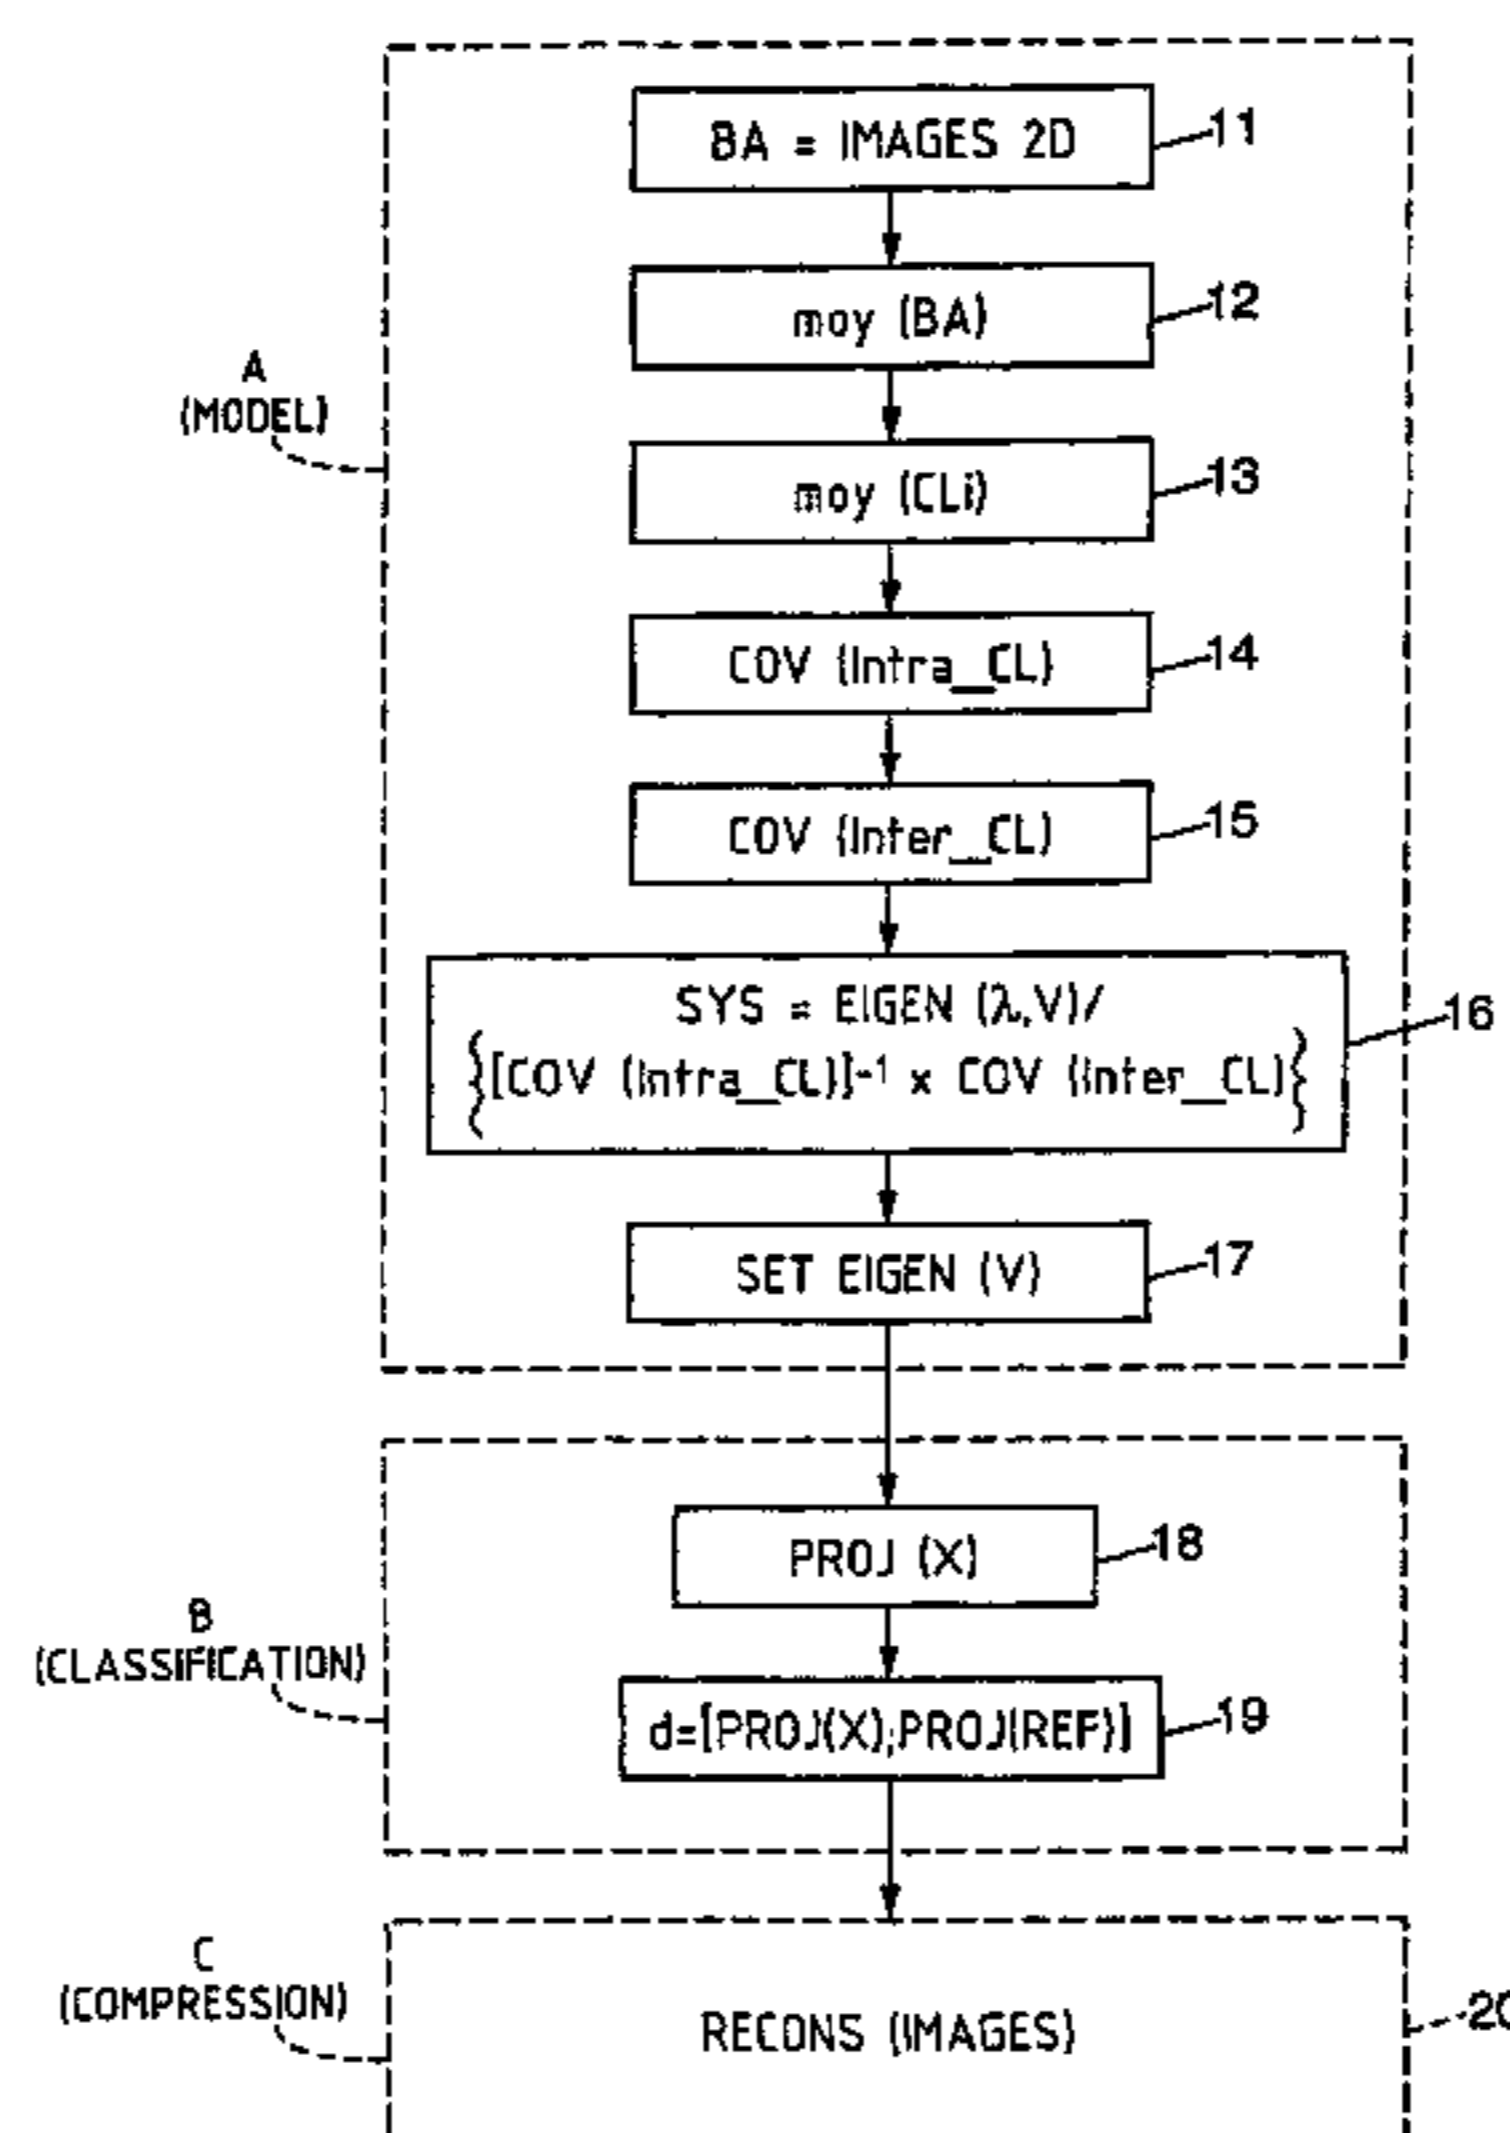 BA = IMAGES 2D
11
moy (BA)
12
A
(MODEL)
moy (CLi)
13
COV (Intra_CL)
14
COV (Inter_CL)
15
SYS = EIGEN (λ,V)/
{[COV (Intra_CL)]-1 x COV (Inter_CL)}
16
SET EIGEN (V)
17
PROJ (X)
18
B
(CLASSIFICATION)
d=[PROJ(X);PROJ(REF)]
19
C
(COMPRESSION)
RECONS (IMAGES)
20